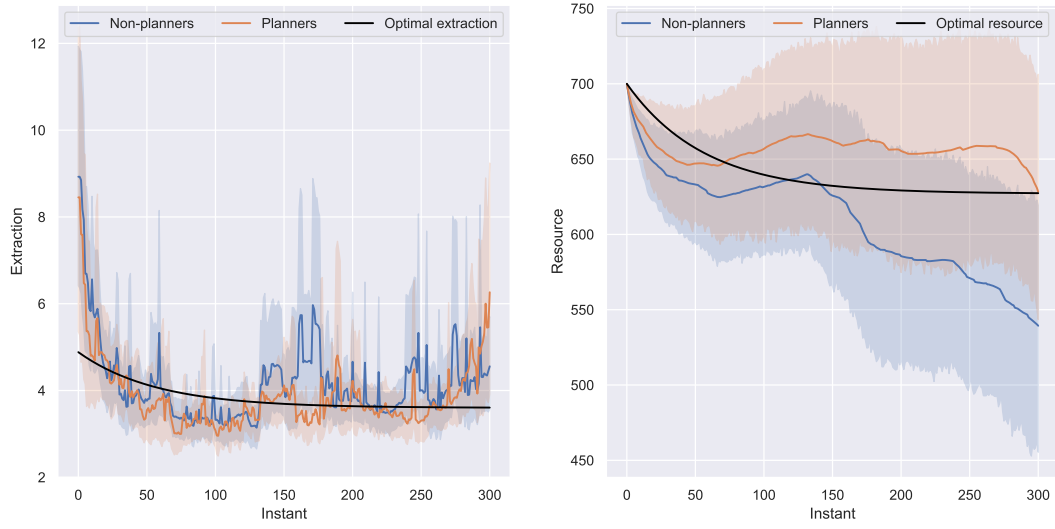 Non-planners Planners Optimal extraction
12
10
8
6
4
2
Extraction
0 50 100 150 200 250 300
Instant
Non-planners Planners Optimal resource
750
700
650
600
550
500
450
Resource
0 50 100 150 200 250 300
Instant